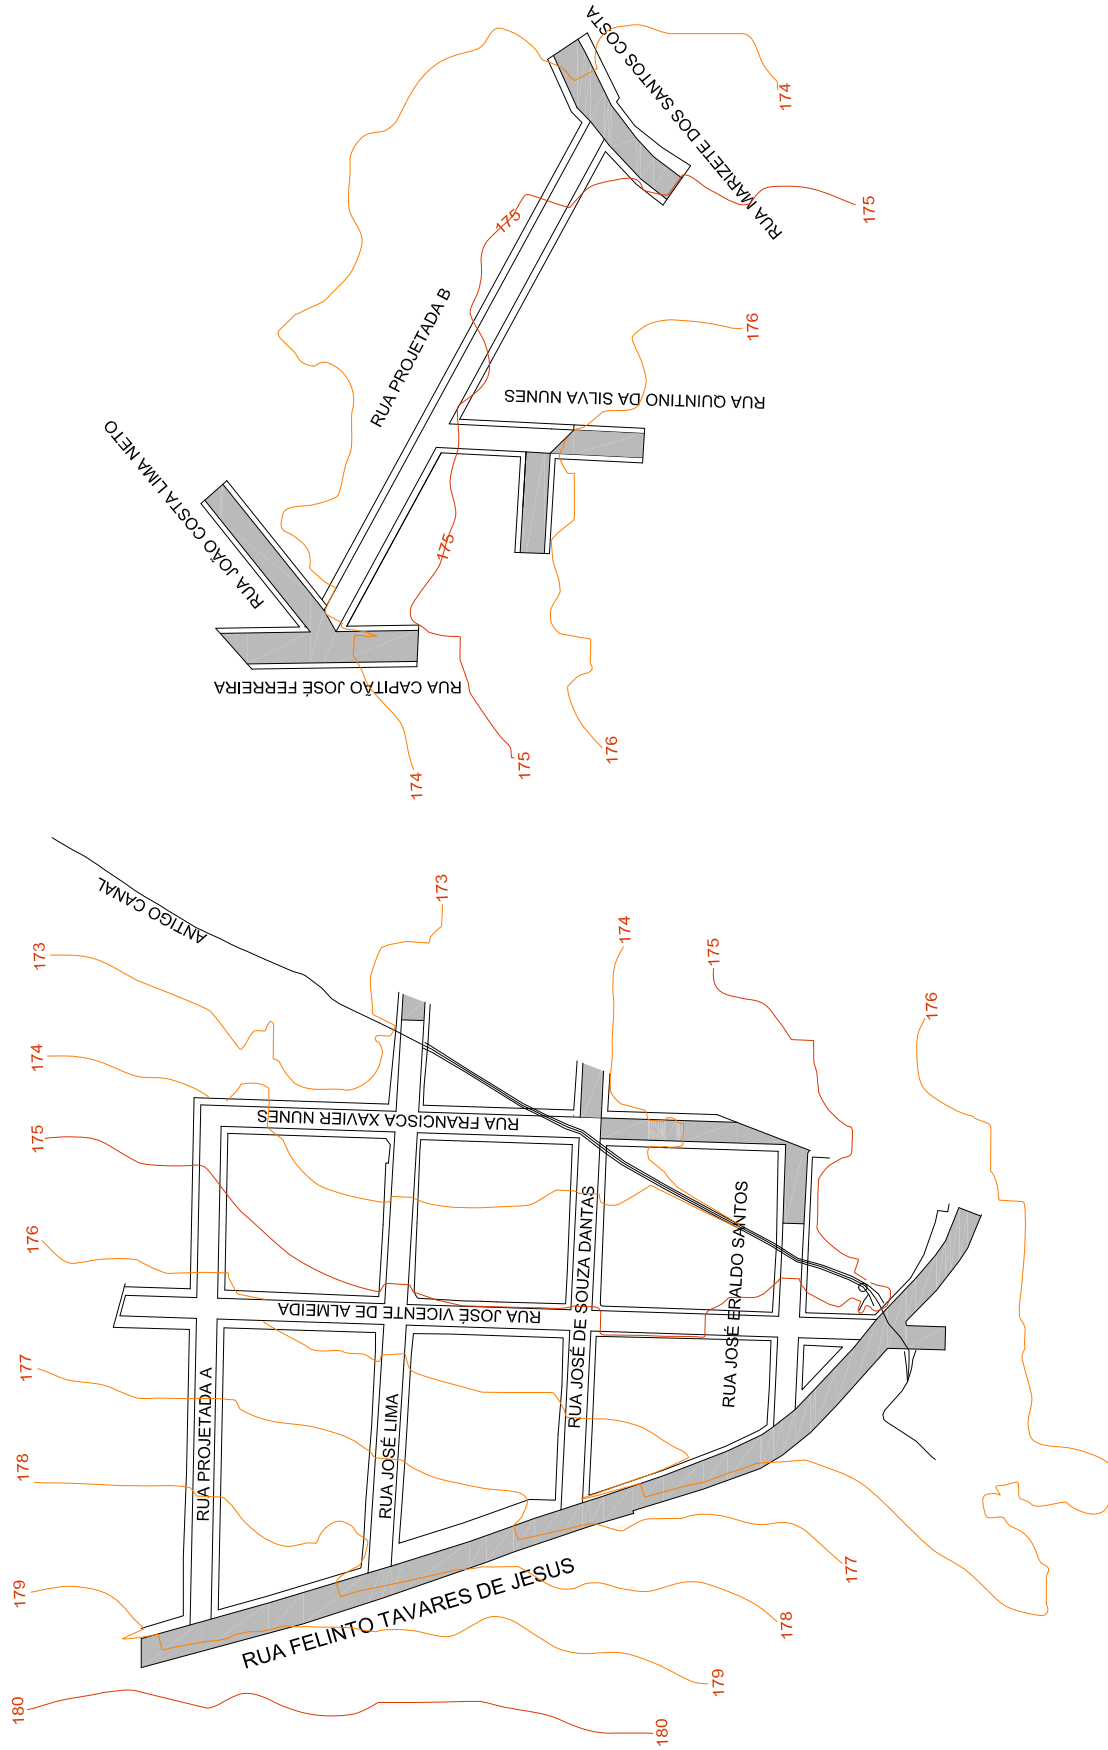 RUA MARIZETE DOS SANTOS COSTA
174
175
175
RUA PROJETADA B
176
RUA QUINTINO DA SILVA NUNES
RUA JOÃO COSTA LIMA NETO
175
RUA CAPITÃO JOSÉ FERREIRA
174
175
176
ANTIGO CANAL
173
173
174
175
174
175
176
RUA FRANCISCA XAVIER NUNES
176
RUA JOSÉ VICENTE DE ALMEIDA
RUA JOSÉ DE SOUZA DANTAS
RUA JOSÉ ERALDO SANTOS
177
RUA PROJETADA A
RUA JOSÉ LIMA
178
179
RUA FELINTO TAVARES DE JESUS
177
178
179
180
180